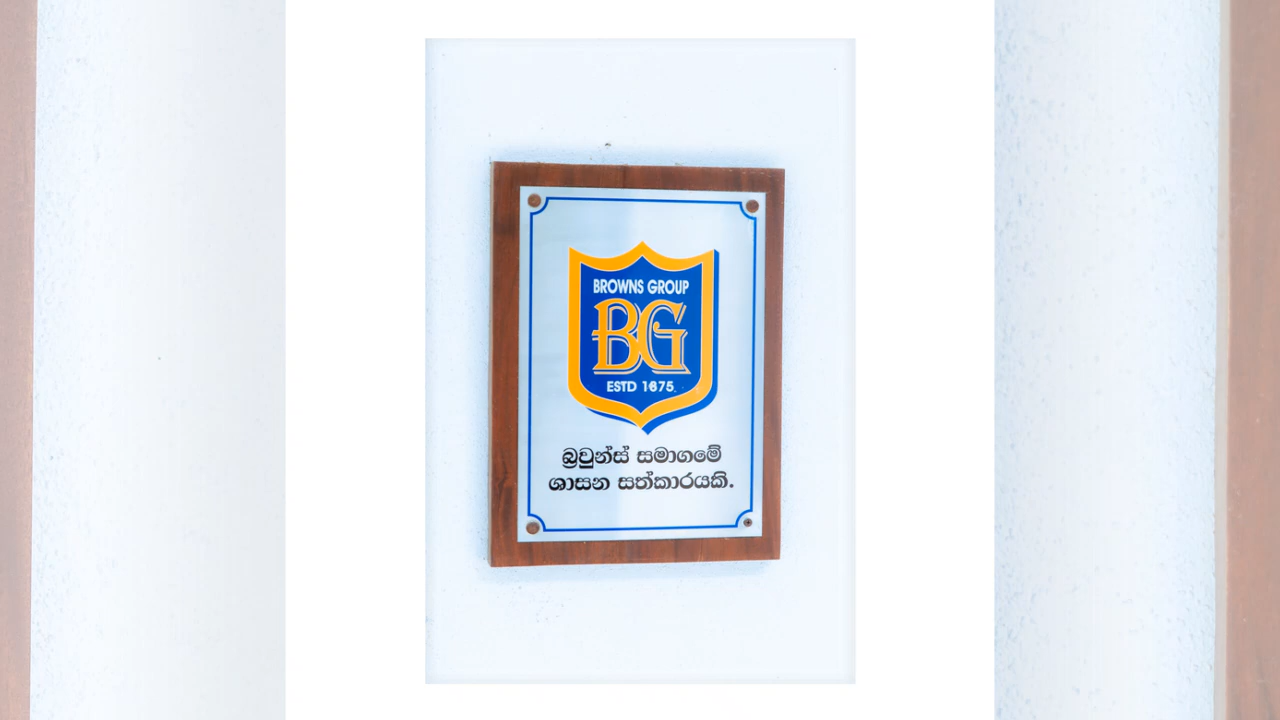 BROWNS GROUP
BG
ESTD 1875
බ්‍රවුන්ස් සමාගමේ
ශාසන සත්කාරයකි.